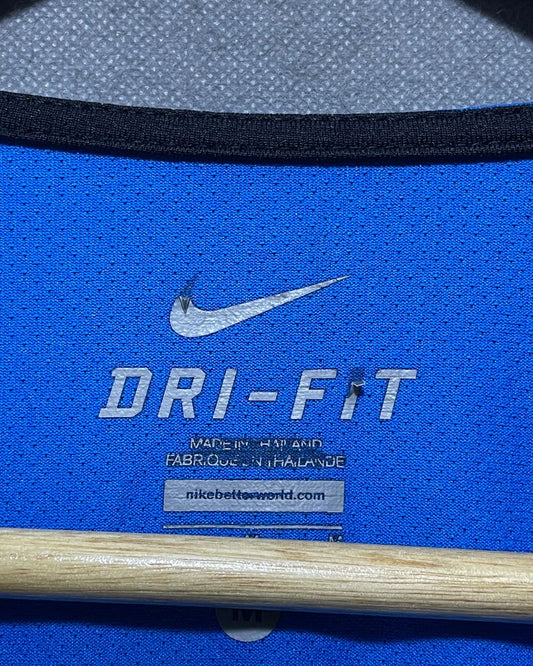 DRI-FIT
MADE IN THAILAND
FABRIQUE EN THAILANDE
nikebetterworld.com
M